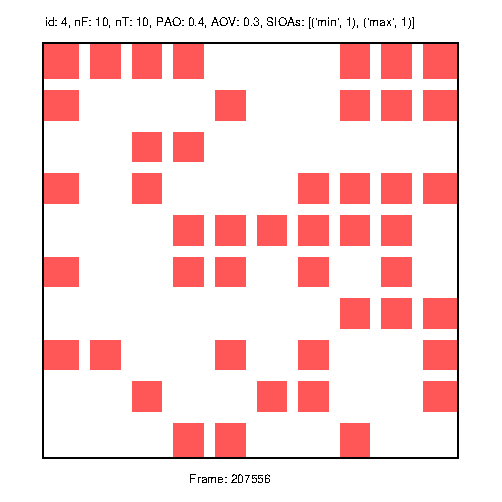 id: 4, nF: 10, nT: 10, PAO: 0.4, AOV: 0.3, SIOAs: [('min', 1), ('max', 1)]
Frame: 207556